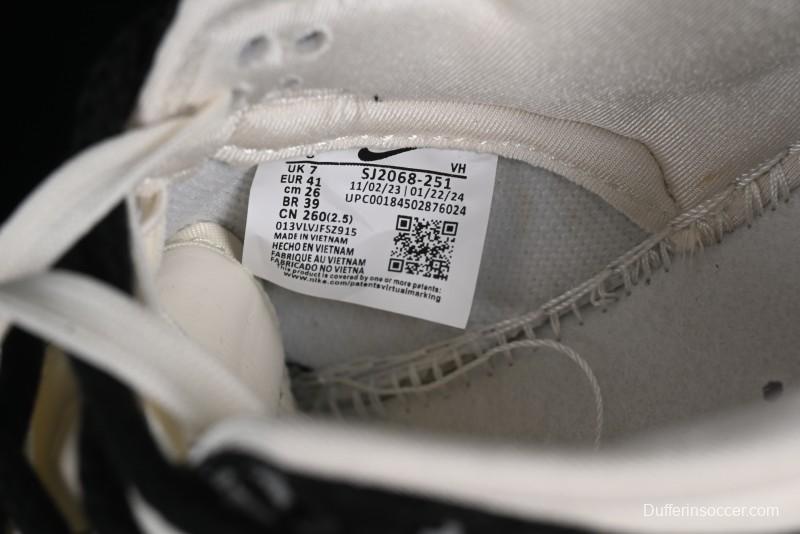 UK 7
EUR 41
cm 26
BR 39
CN 260(2.5)
VH
SJ2068-251
11/02/23 | 01/22/24
UPC00184502876024
013VLVJFSZ915
MADE IN VIETNAM
HECHO EN VIETNAM
FABRIQUE AU VIETNAM
FABRICADO NO VIETNA
This product is covered by one or more patents:
www.nike.com/patentsvirtualmarking
Dufferinsoccer.com